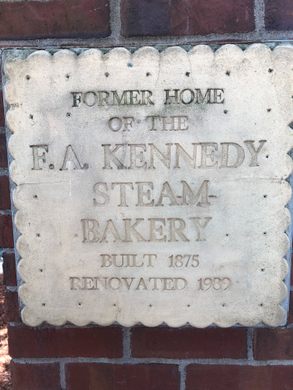 FORMER HOME
OF THE
F.A. KENNEDY
STEAM-
BAKERY
BUILT 1875
RENOVATED 1989